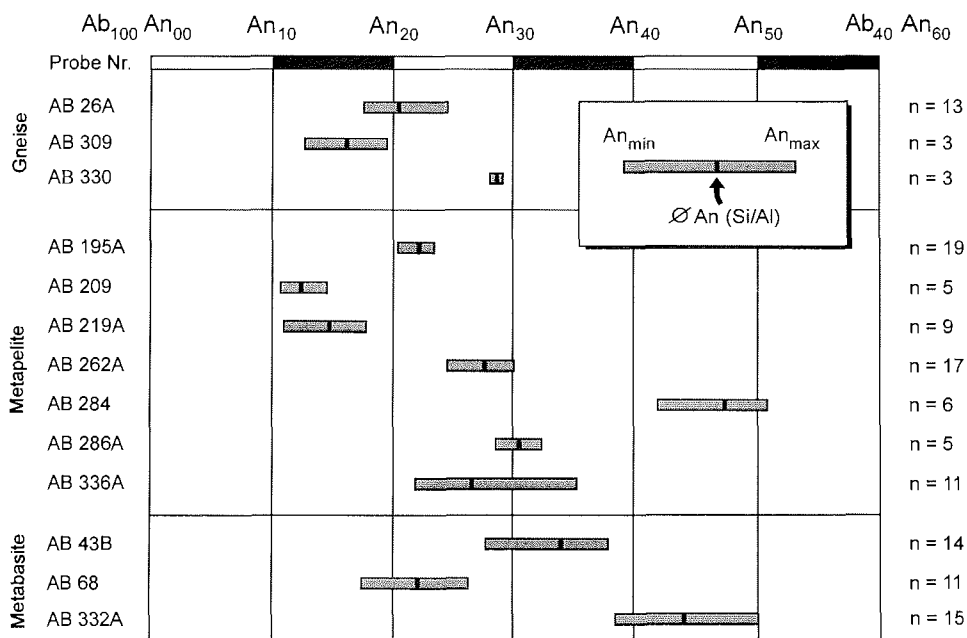 Ab₁₀₀ An₀₀ An₁₀ An₂₀ An₃₀ An₄₀ An₅₀ Ab₄₀ An₆₀
Probe Nr.
Gneise
AB 26A n = 13
AB 309 n = 3
AB 330 n = 3
An_min An_max
Ø An (Si/Al)
Metapelite
AB 195A n = 19
AB 209 n = 5
AB 219A n = 9
AB 262A n = 17
AB 284 n = 6
AB 286A n = 5
AB 336A n = 11
Metabasite
AB 43B n = 14
AB 68 n = 11
AB 332A n = 15